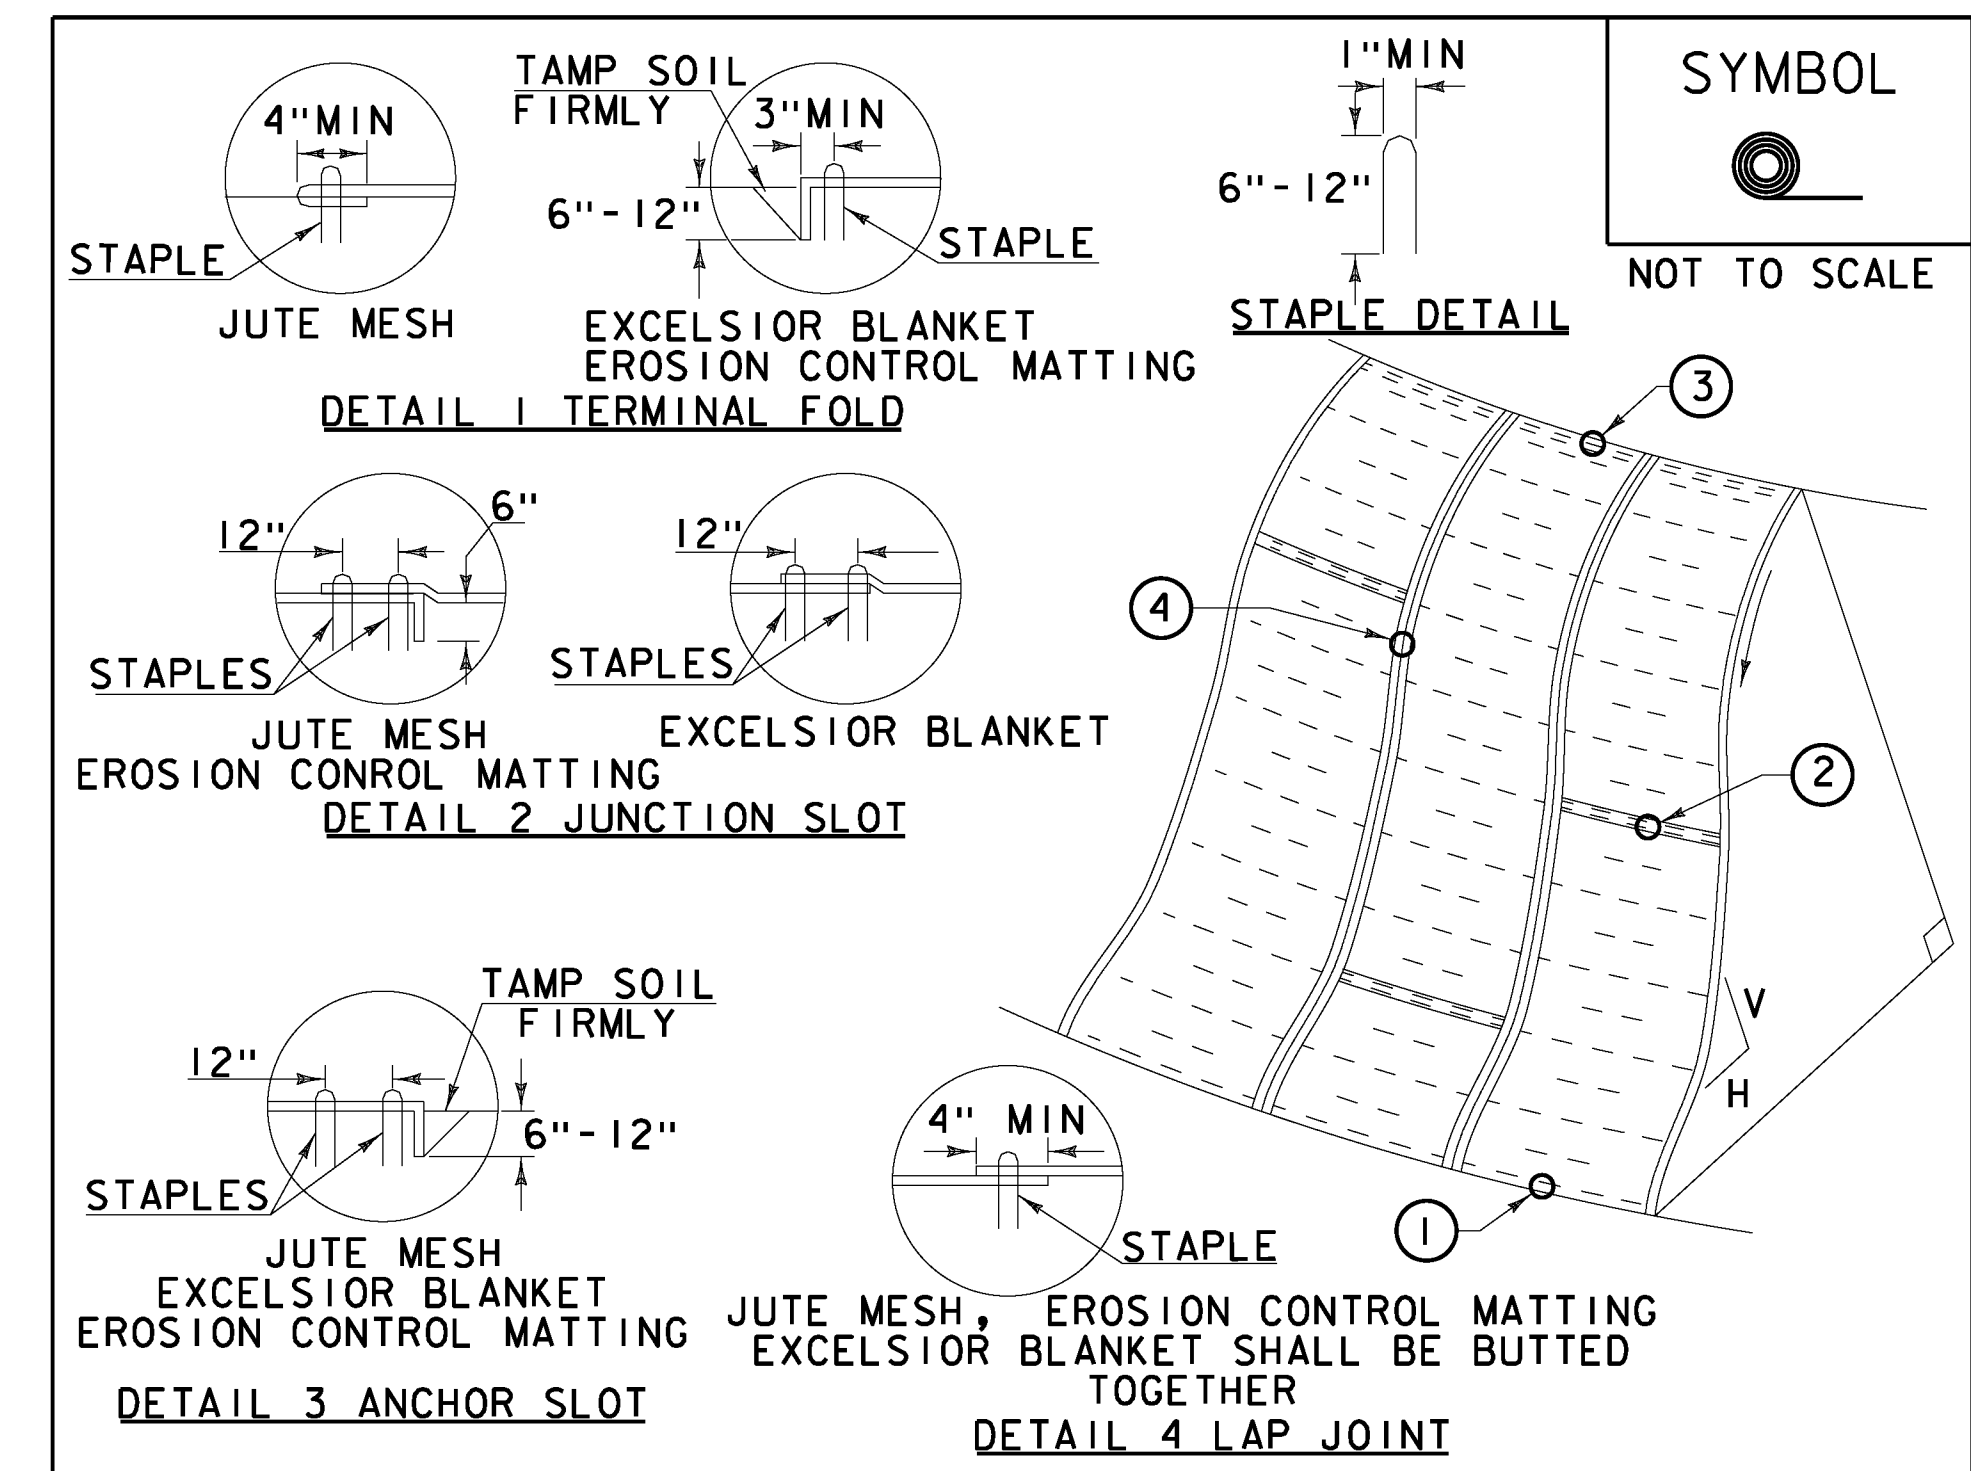 4"MIN
STAPLE
JUTE MESH
TAMP SOIL
FIRMLY
3"MIN
6"-12"
STAPLE
EXCELSIOR BLANKET
EROSION CONTROL MATTING
DETAIL 1 TERMINAL FOLD
1"MIN
6"-12"
STAPLE DETAIL
SYMBOL
NOT TO SCALE
12"
6"
STAPLES
JUTE MESH
EROSION CONROL MATTING
12"
STAPLES
EXCELSIOR BLANKET
DETAIL 2 JUNCTION SLOT
3
4
2
V
H
1
TAMP SOIL
FIRMLY
12"
6"-12"
STAPLES
JUTE MESH
EXCELSIOR BLANKET
EROSION CONTROL MATTING
DETAIL 3 ANCHOR SLOT
4" MIN
STAPLE
JUTE MESH, EROSION CONTROL MATTING
EXCELSIOR BLANKET SHALL BE BUTTED
TOGETHER
DETAIL 4 LAP JOINT